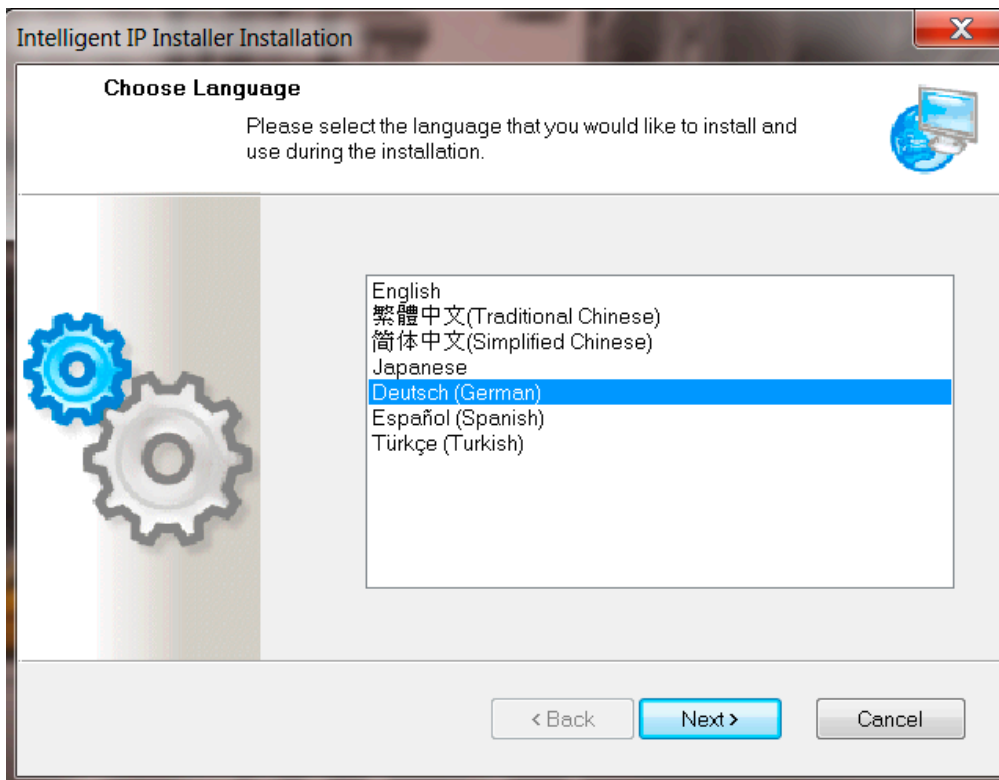 Intelligent IP Installer Installation
Choose Language
Please select the language that you would like to install and
use during the installation.
English
繁體中文(Traditional Chinese)
简体中文(Simplified Chinese)
Japanese
Deutsch (German)
Español (Spanish)
Türkçe (Turkish)
< Back
Next >
Cancel